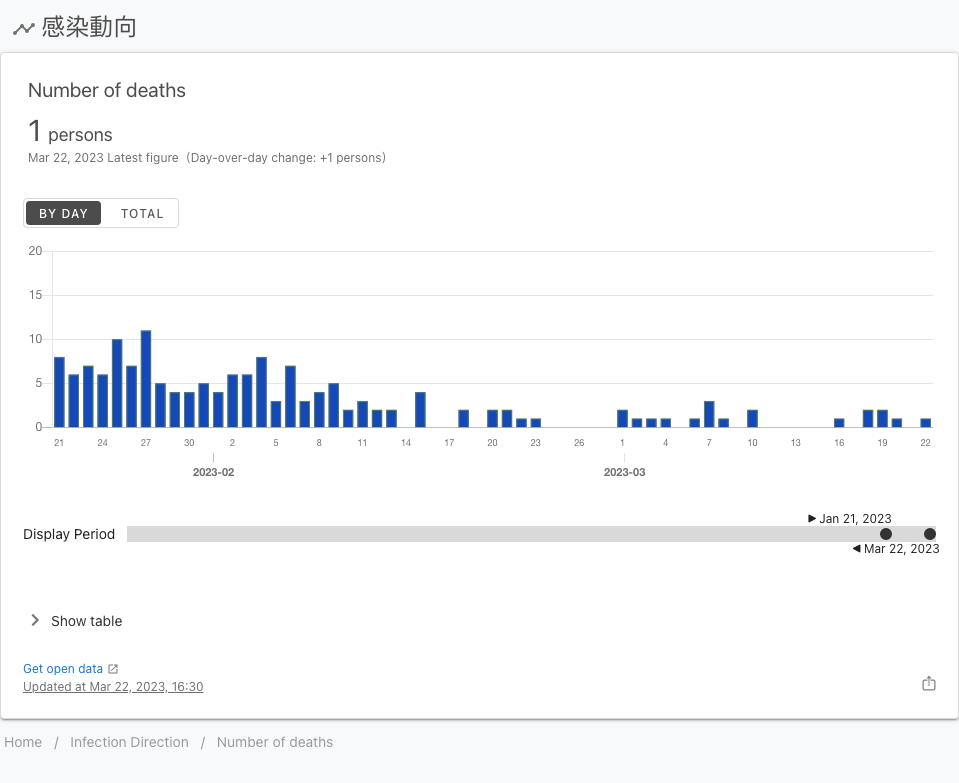 感染動向
Number of deaths
1 persons
Mar 22, 2023 Latest figure (Day-over-day change: +1 persons)
BY DAY TOTAL
20
15
10
5
0
21 24 27 30 2 5 8 11 14 17 20 23 26 1 4 7 10 13 16 19 22
2023-02 2023-03
Jan 21, 2023
Display Period
Mar 22, 2023
Show table
Get open data
Updated at Mar 22, 2023, 16:30
Home / Infection Direction / Number of deaths